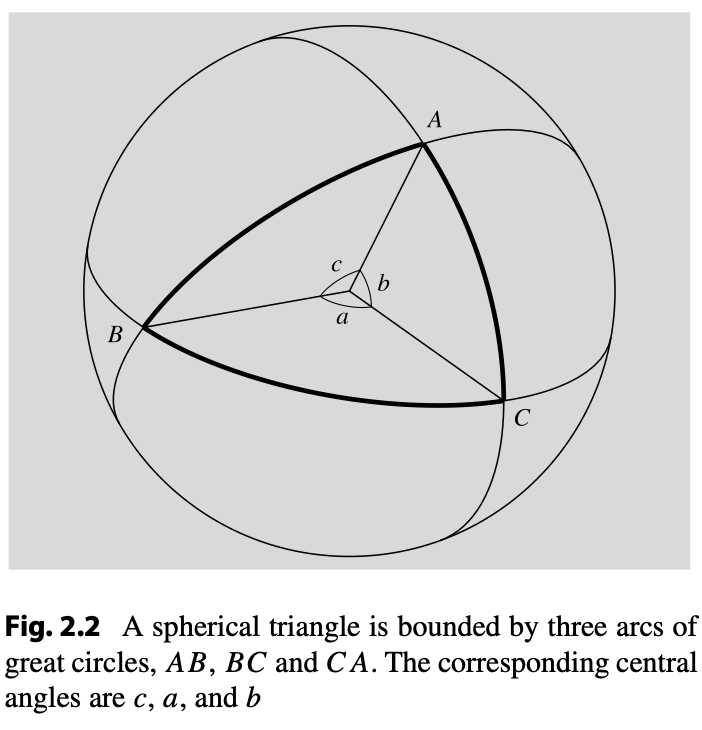 A
c
b
a
B
C
Fig. 2.2 A spherical triangle is bounded by three arcs of
great circles, AB, BC and CA. The corresponding central
angles are c, a, and b